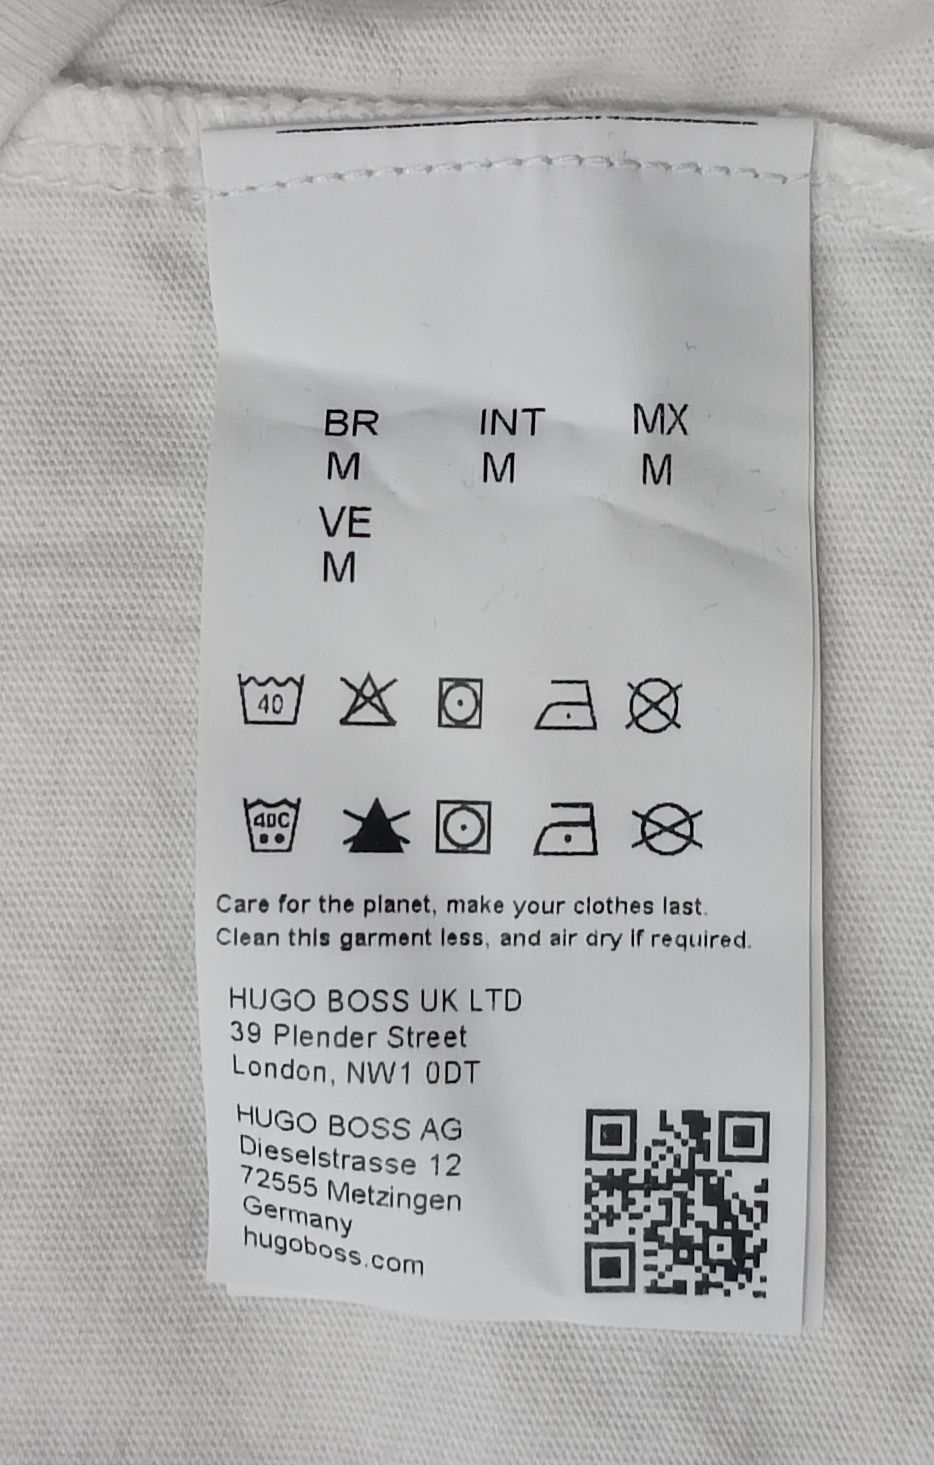 BR INT MX
M M M
VE
M
40
40C
Care for the planet, make your clothes last.
Clean this garment less, and air dry if required.
HUGO BOSS UK LTD
39 Plender Street
London, NW1 0DT
HUGO BOSS AG
Dieselstrasse 12
72555 Metzingen
Germany
hugoboss.com